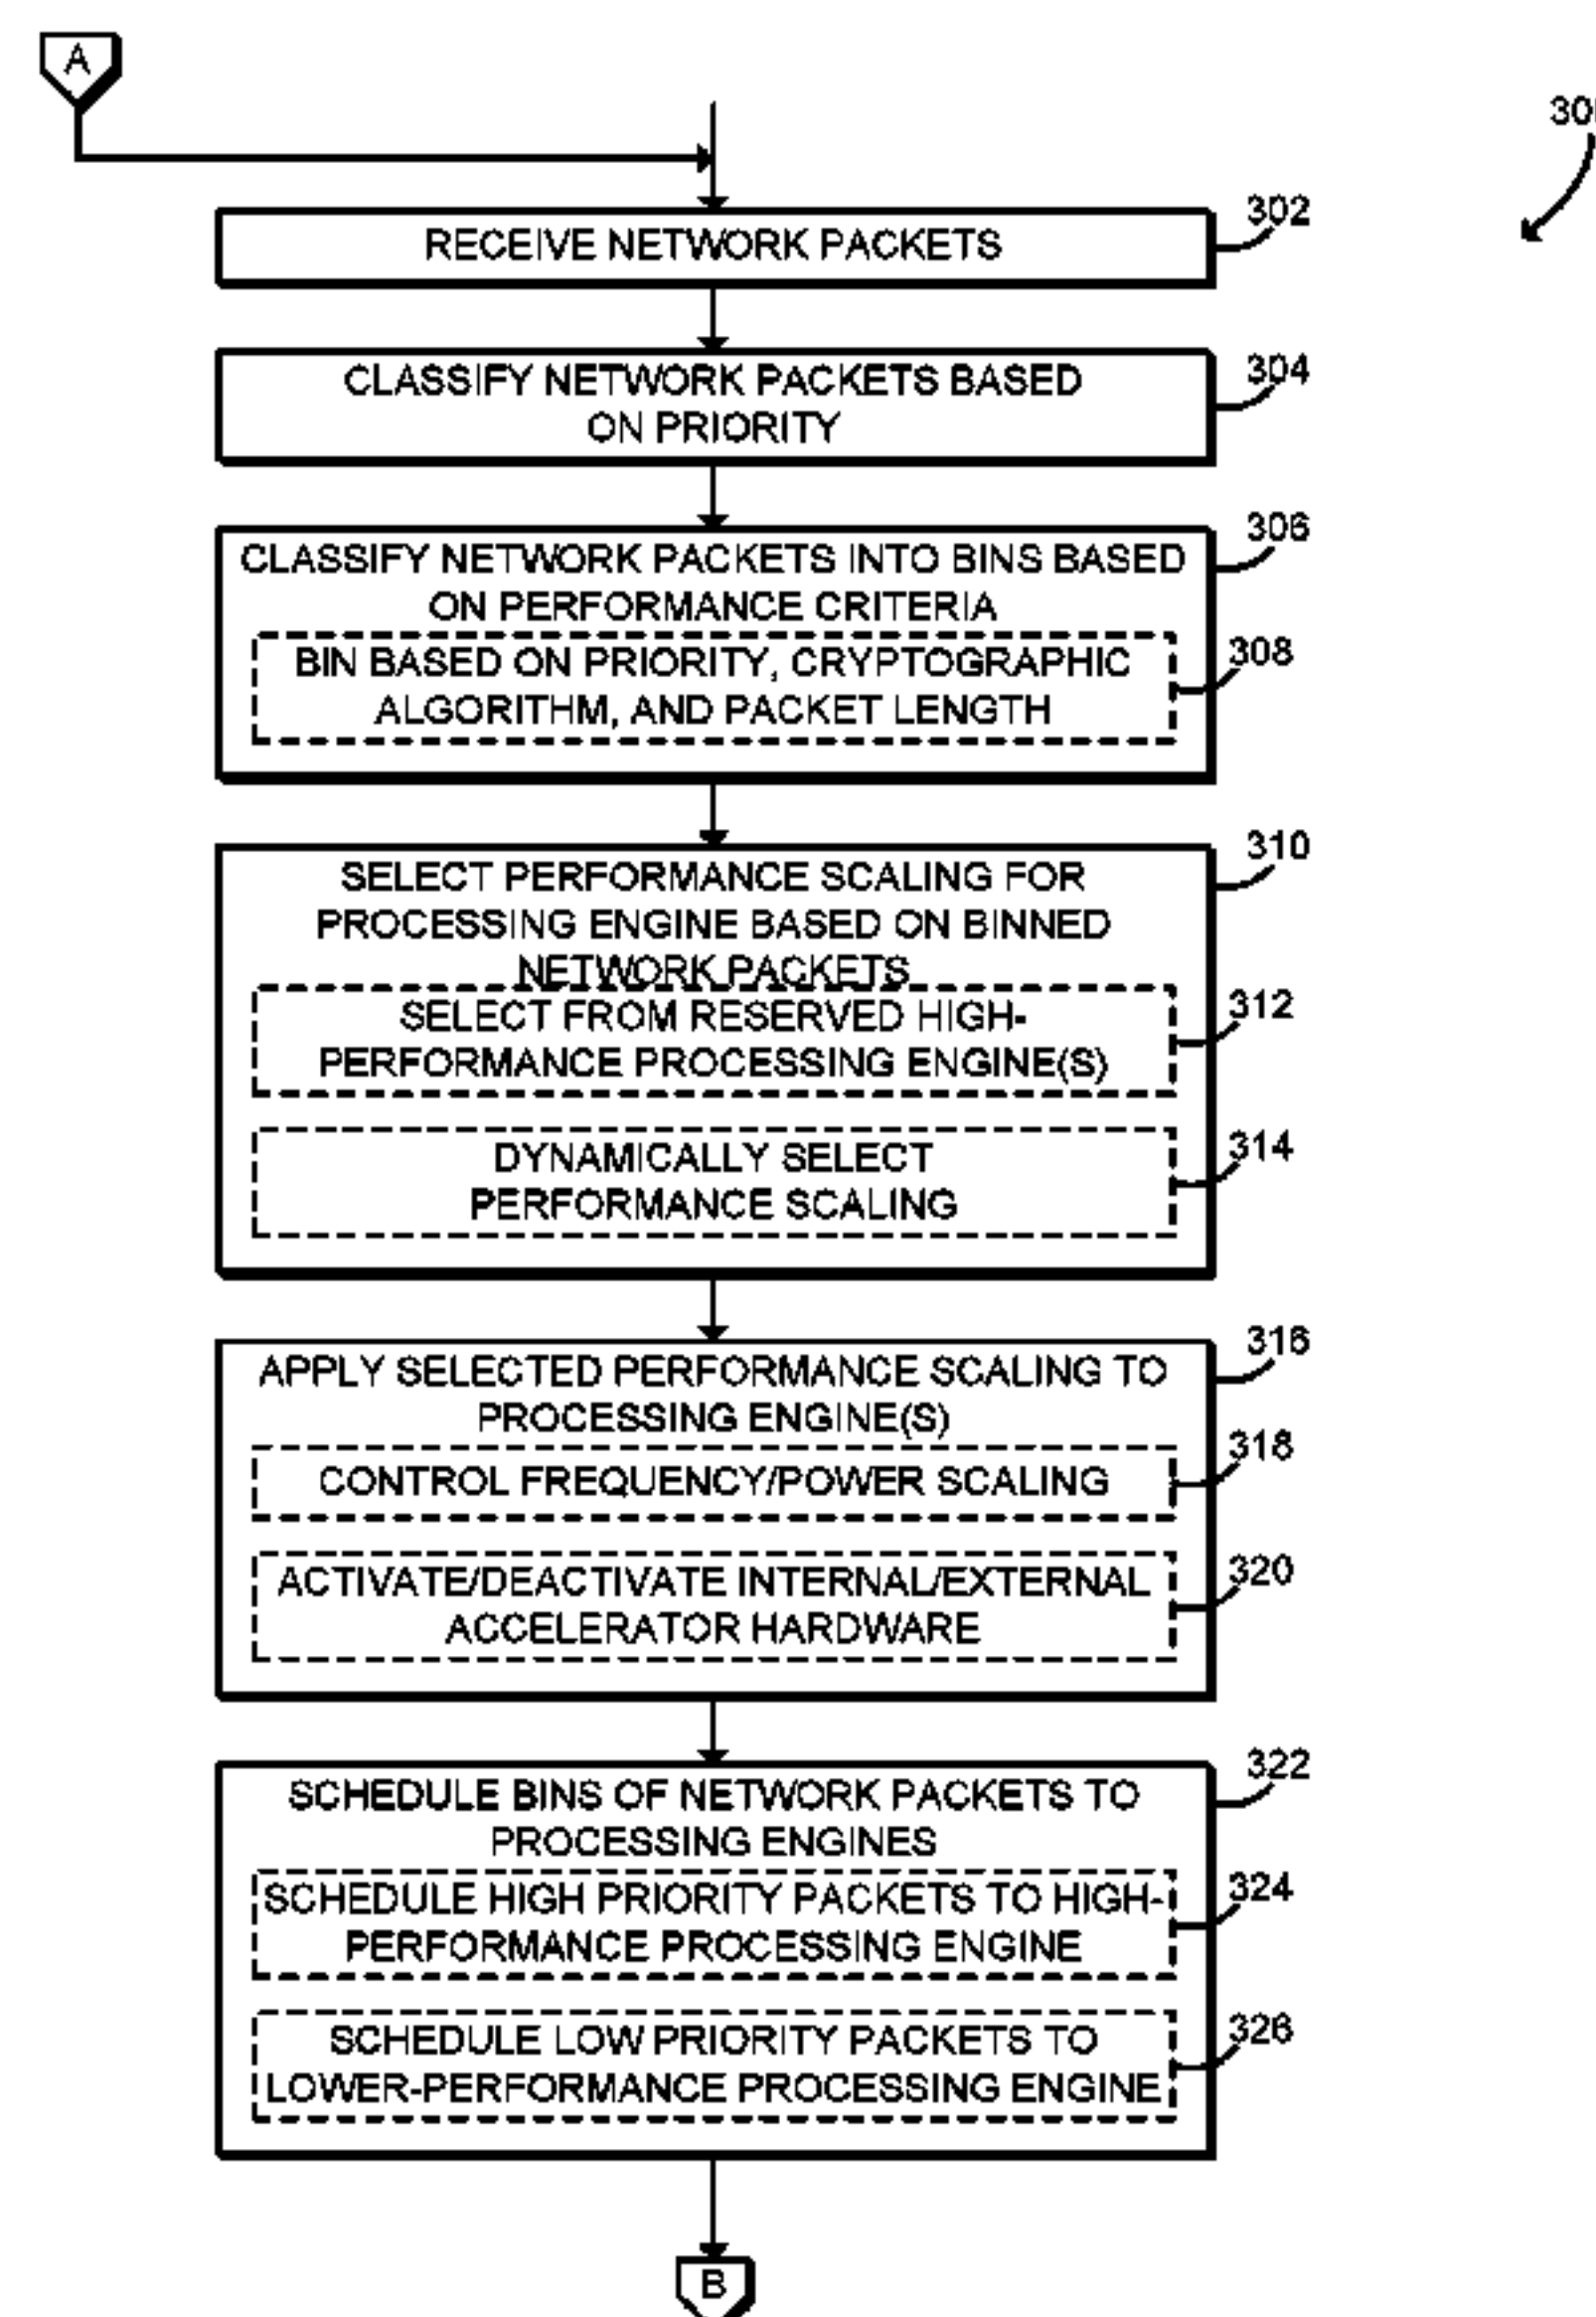 A
30
RECEIVE NETWORK PACKETS
302
CLASSIFY NETWORK PACKETS BASED
ON PRIORITY
304
CLASSIFY NETWORK PACKETS INTO BINS BASED
ON PERFORMANCE CRITERIA
306
BIN BASED ON PRIORITY, CRYPTOGRAPHIC
ALGORITHM, AND PACKET LENGTH
308
SELECT PERFORMANCE SCALING FOR
PROCESSING ENGINE BASED ON BINNED
NETWORK PACKETS
310
SELECT FROM RESERVED HIGH-
PERFORMANCE PROCESSING ENGINE(S)
312
DYNAMICALLY SELECT
PERFORMANCE SCALING
314
APPLY SELECTED PERFORMANCE SCALING TO
PROCESSING ENGINE(S)
316
CONTROL FREQUENCY/POWER SCALING
318
ACTIVATE/DEACTIVATE INTERNAL/EXTERNAL
ACCELERATOR HARDWARE
320
SCHEDULE BINS OF NETWORK PACKETS TO
PROCESSING ENGINES
322
SCHEDULE HIGH PRIORITY PACKETS TO HIGH-
PERFORMANCE PROCESSING ENGINE
324
SCHEDULE LOW PRIORITY PACKETS TO
LOWER-PERFORMANCE PROCESSING ENGINE
326
B